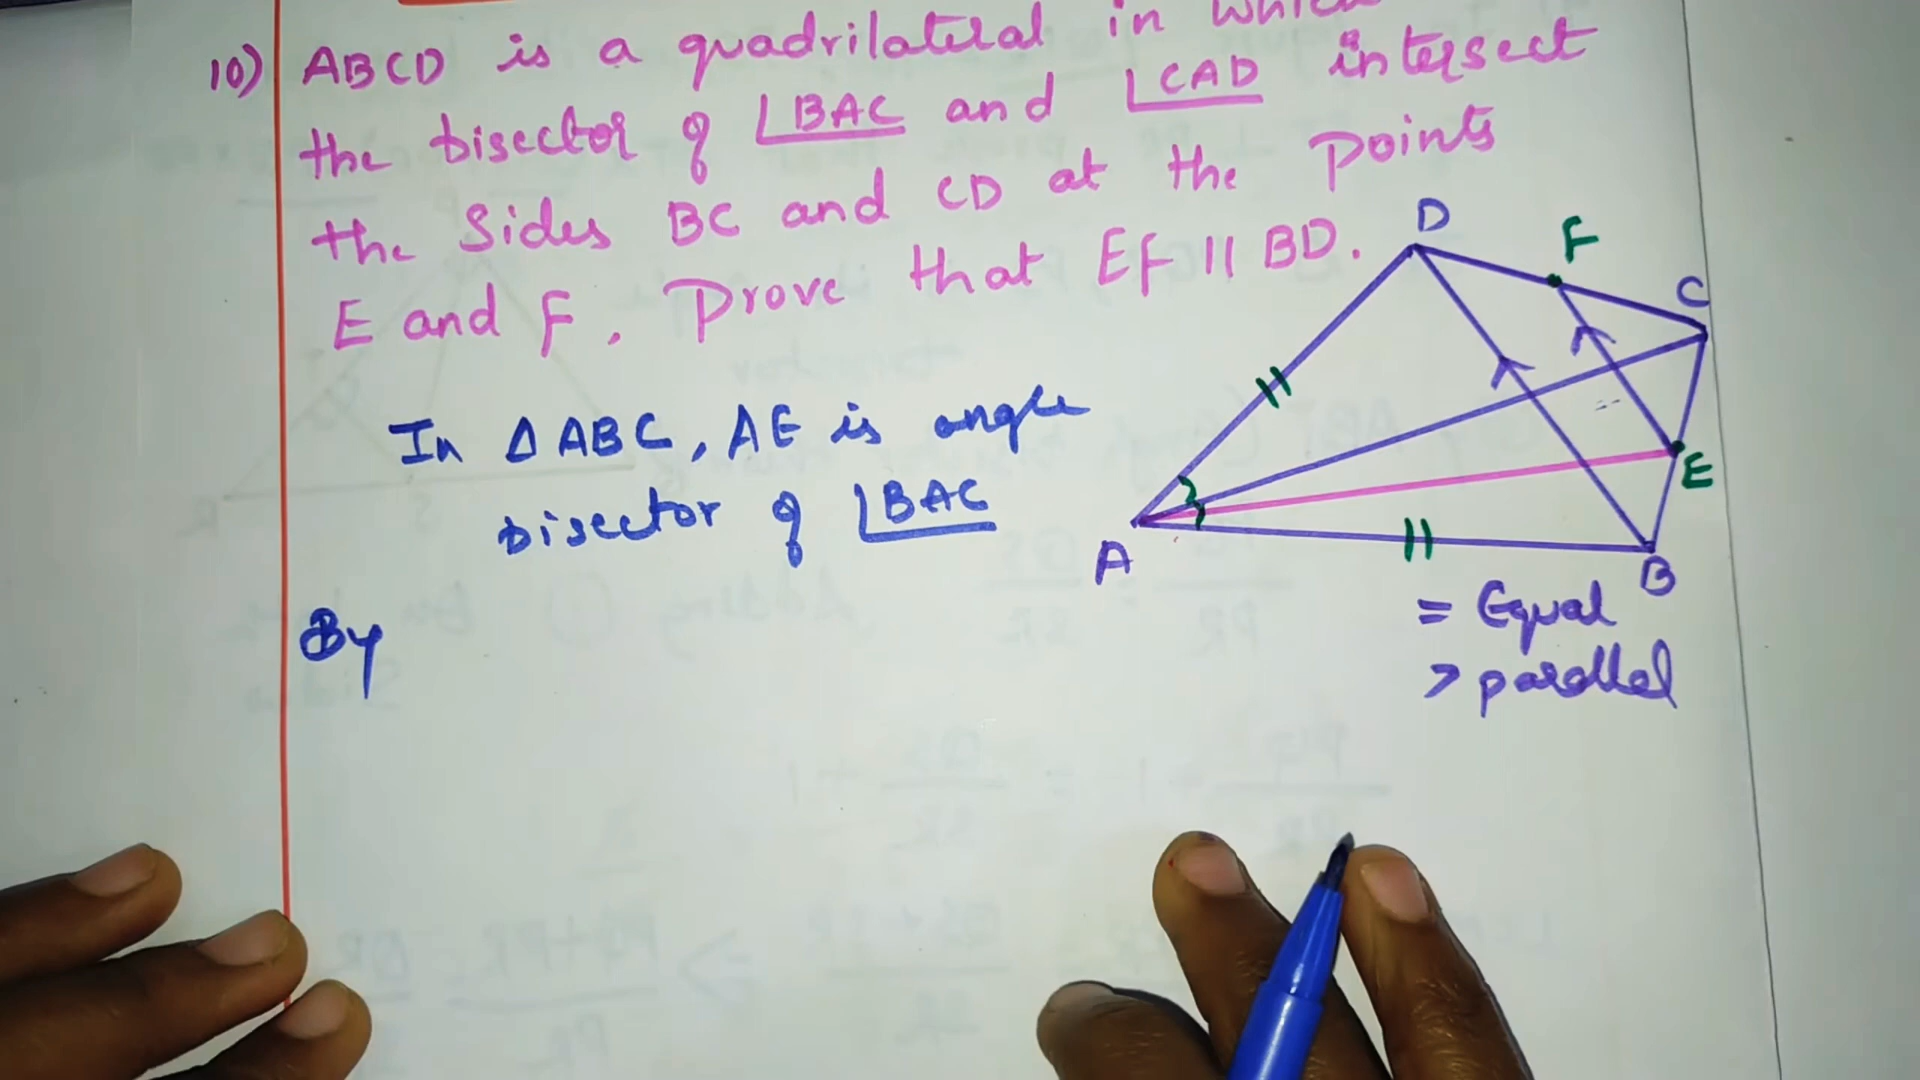 10) ABCD is a quadrilateral in which
the bisector of ∠BAC and ∠CAD intersect
the sides BC and CD at the points
E and F. Prove that EF || BD.
D
F
C
In Δ ABC, AE is angle
E
bisector of ∠BAC
A
B
= Equal
By
> parallel